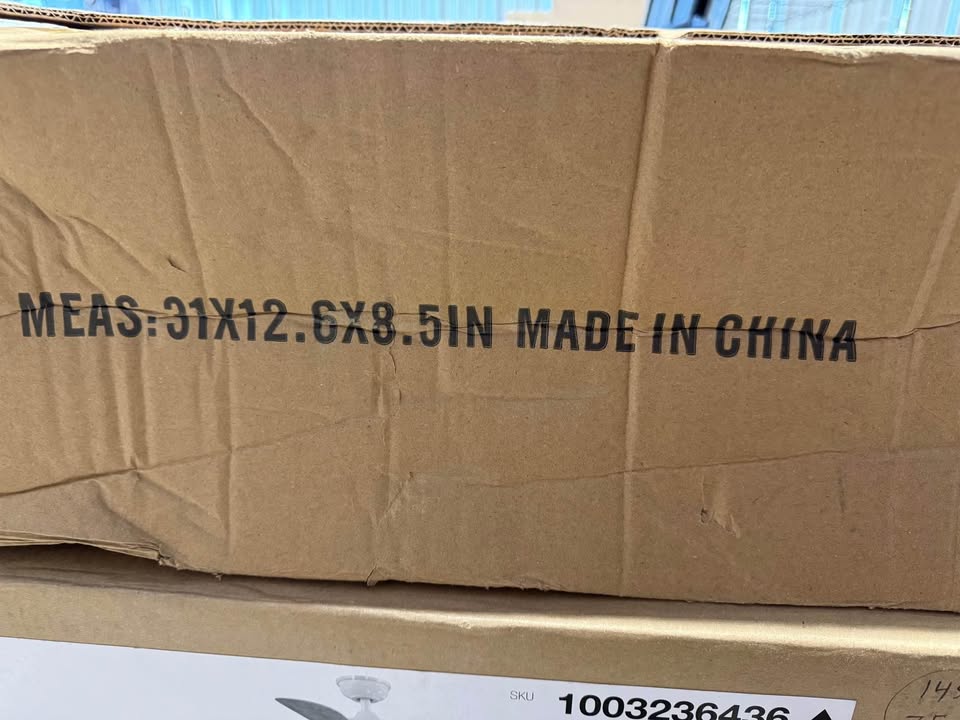 MEAS: 31X12.6X8.5IN MADE IN CHINA
SKU 1003236436